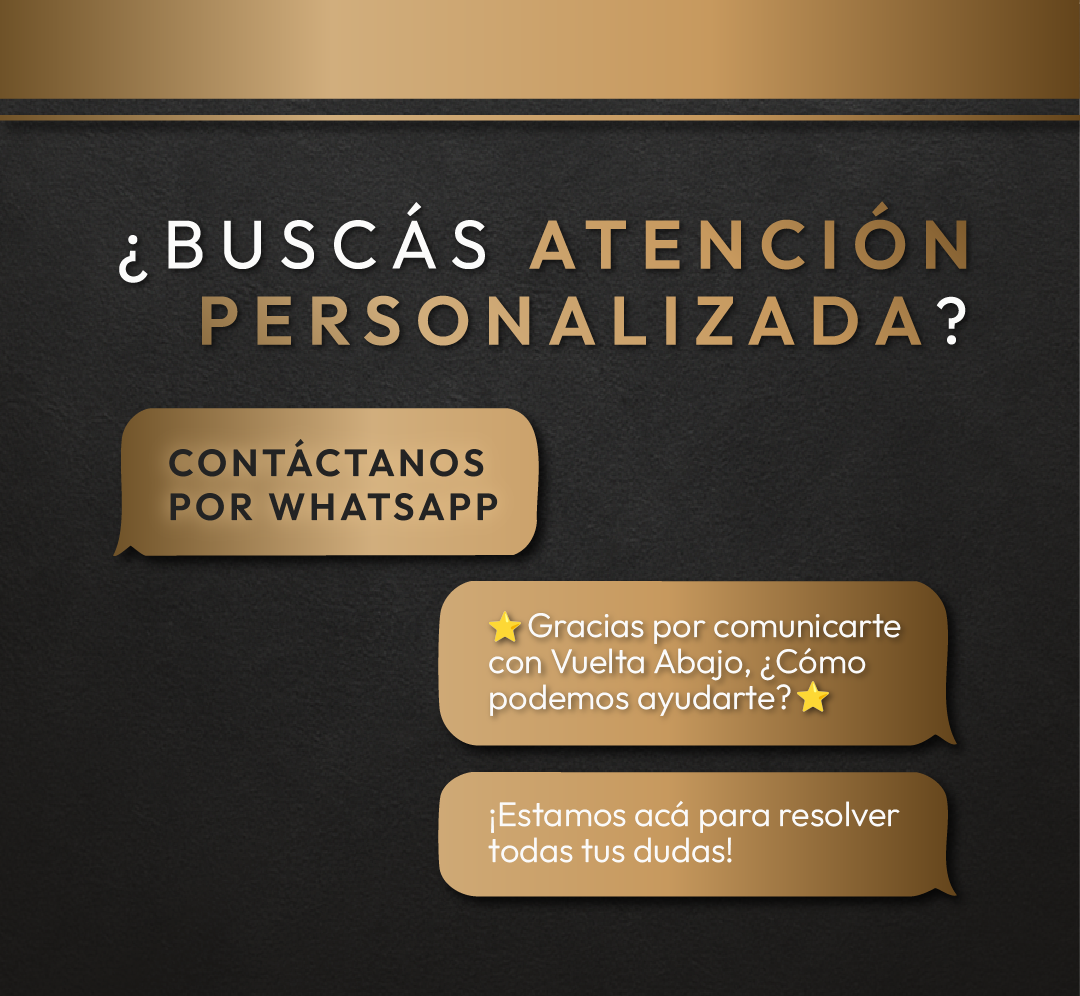 ¿BUSCÁS ATENCIÓN
PERSONALIZADA?
CONTÁCTANOS
POR WHATSAPP
⭐Gracias por comunicarte
con Vuelta Abajo, ¿Cómo
podemos ayudarte?⭐
¡Estamos acá para resolver
todas tus dudas!